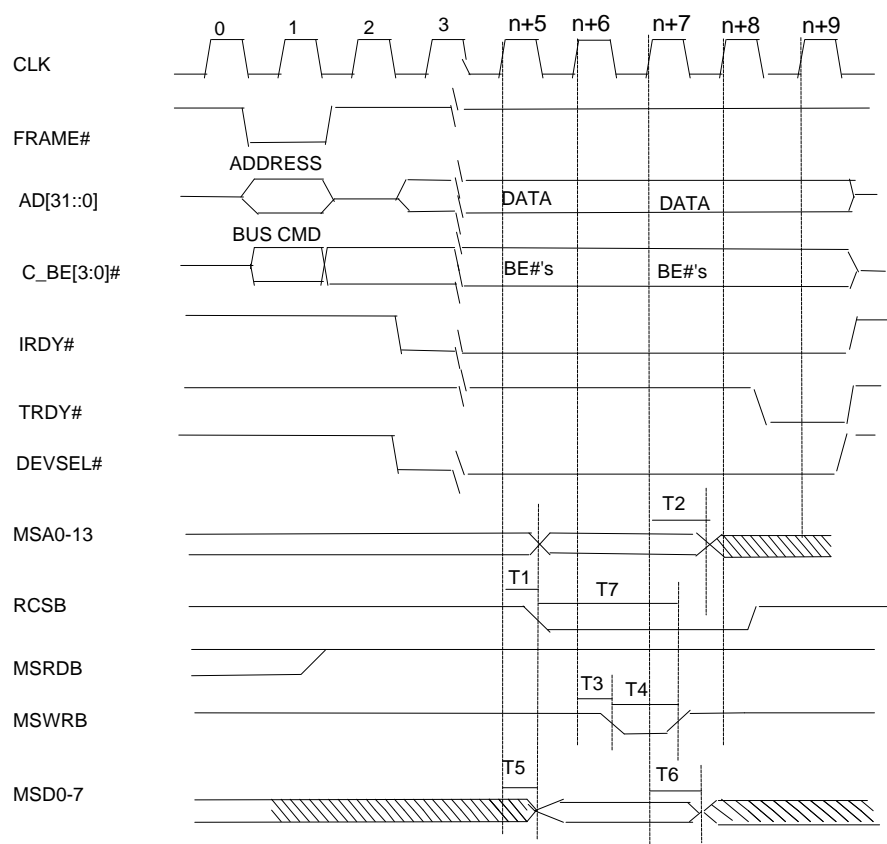 0 1 2 3 n+5 n+6 n+7 n+8 n+9
CLK
FRAME#
ADDRESS
AD[31::0] DATA DATA
BUS CMD
C_BE[3:0]# BE#'s BE#'s
IRDY#
TRDY#
DEVSEL#
T2
MSA0-13
T1 T7
RCSB
MSRDB
T3 T4
MSWRB
T5 T6
MSD0-7